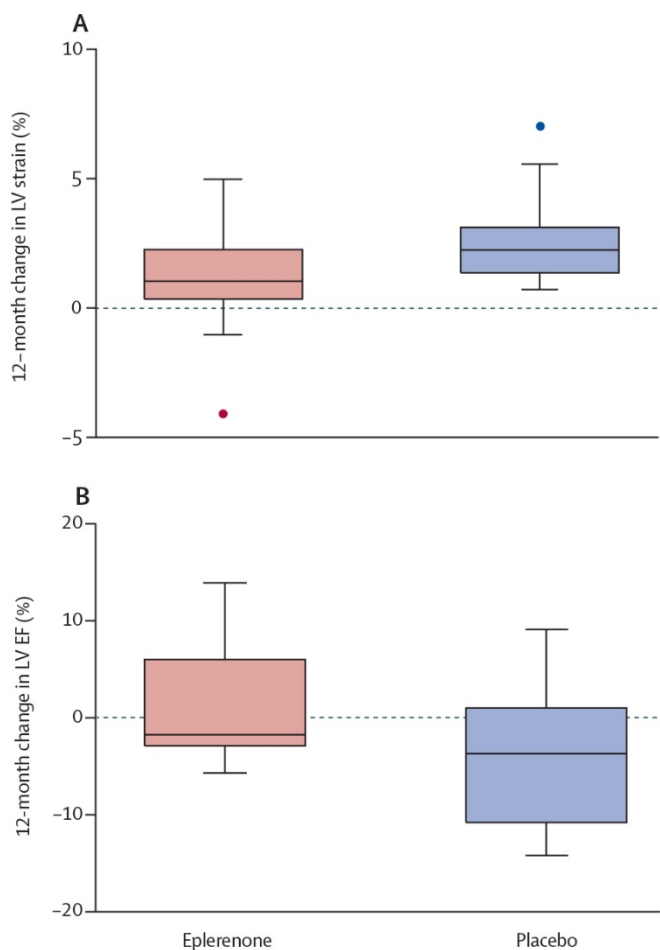 A
12–month change in LV strain (%)
10
5
0
–5
B
12-month change in LV EF (%)
20
10
0
–10
–20
Eplerenone
Placebo